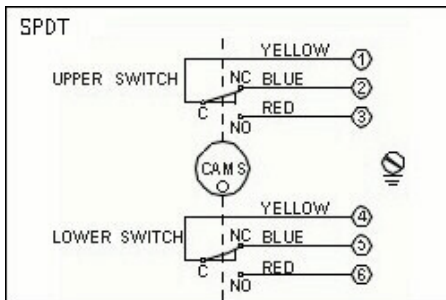 SPDT
YELLOW 1
UPPER SWITCH NC BLUE 2
C RED 3
NO
CAMS
YELLOW 4
LOWER SWITCH NC BLUE 5
C RED 6
NO